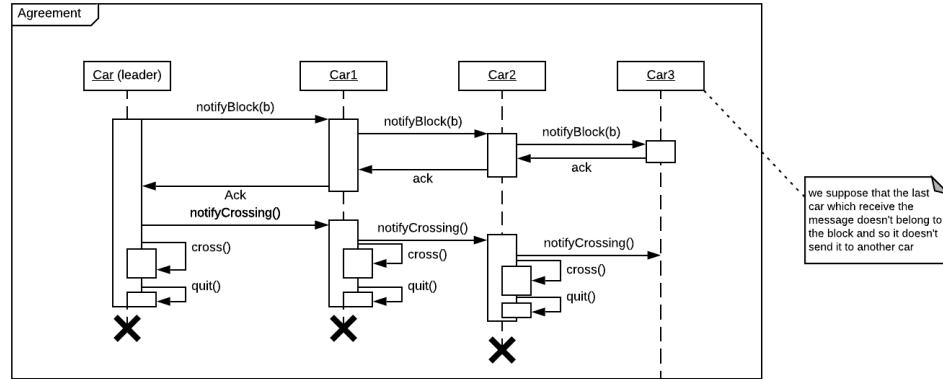 Agreement
Car (leader)
Car1
Car2
Car3
notifyBlock(b)
notifyBlock(b)
notifyBlock(b)
ack
ack
Ack
notifyCrossing()
notifyCrossing()
notifyCrossing()
cross()
cross()
cross()
quit()
quit()
quit()
we suppose that the last
car which receive the
message doesn't belong to
the block and so it doesn't
send it to another car